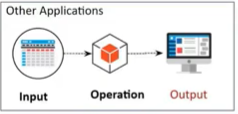 Other Applications
Input
Operation
Output